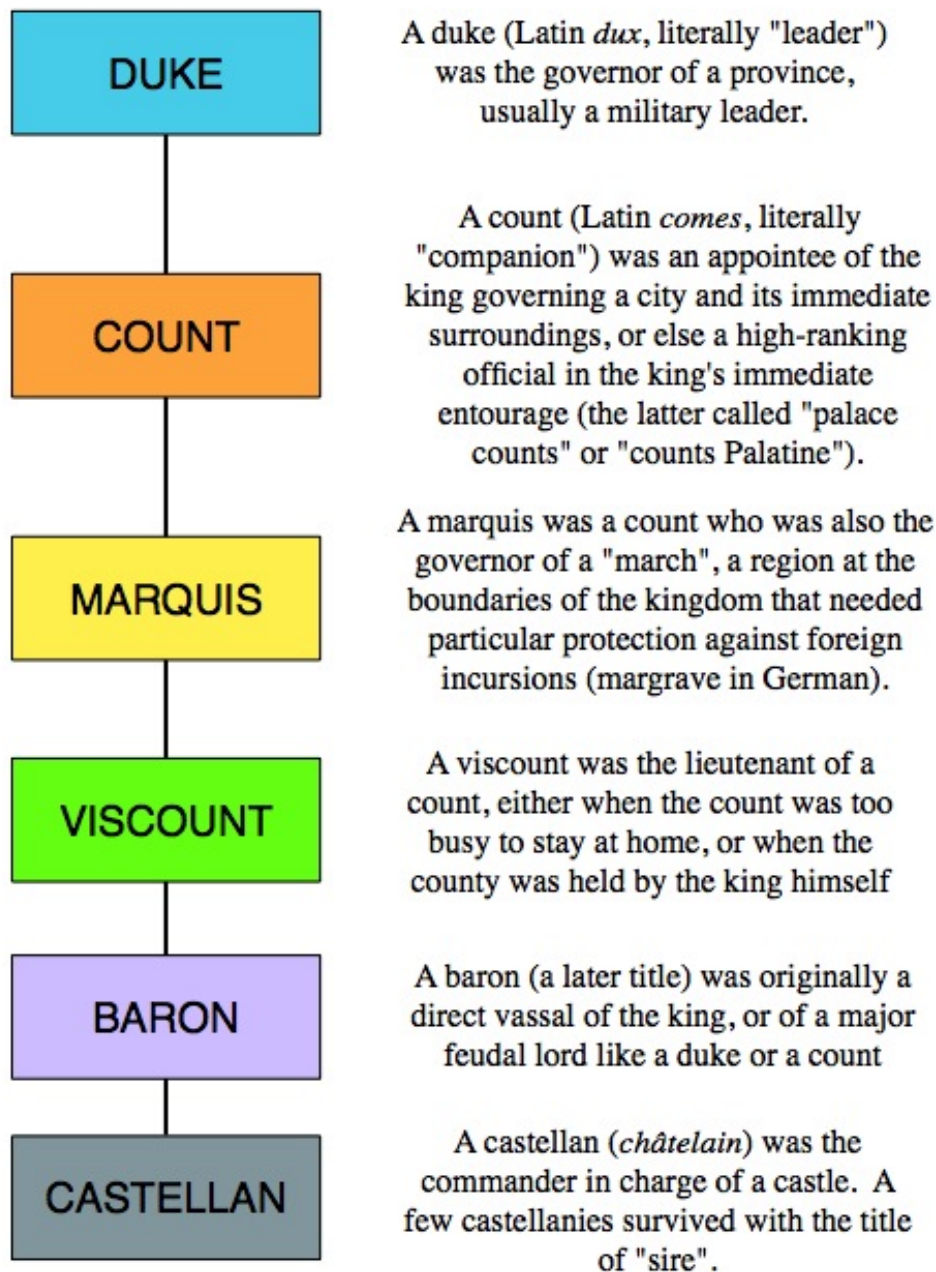 DUKE
A duke (Latin dux, literally "leader")
was the governor of a province,
usually a military leader.
COUNT
A count (Latin comes, literally
"companion") was an appointee of the
king governing a city and its immediate
surroundings, or else a high-ranking
official in the king's immediate
entourage (the latter called "palace
counts" or "counts Palatine").
MARQUIS
A marquis was a count who was also the
governor of a "march", a region at the
boundaries of the kingdom that needed
particular protection against foreign
incursions (margrave in German).
VISCOUNT
A viscount was the lieutenant of a
count, either when the count was too
busy to stay at home, or when the
county was held by the king himself
BARON
A baron (a later title) was originally a
direct vassal of the king, or of a major
feudal lord like a duke or a count
CASTELLAN
A castellan (châtelain) was the
commander in charge of a castle. A
few castellanies survived with the title
of "sire".